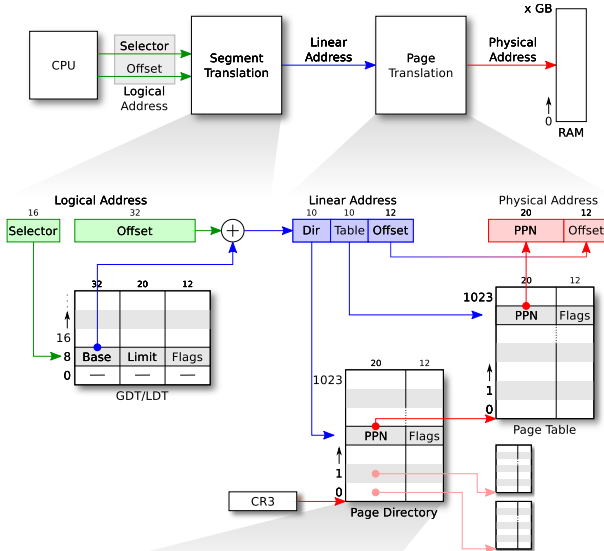 x GB
CPU
Selector
Offset
Logical
Address
Segment
Translation
Linear
Address
Page
Translation
Physical
Address
0
RAM
Logical Address
16
32
Selector
Offset
+
Linear Address
10
10
12
Dir
Table
Offset
Physical Address
20
12
PPN
Offset
32
20
12
16
8
Base
Limit
Flags
0
GDT/LDT
20
12
1023
PPN
Flags
1
0
Page Table
20
12
1023
PPN
Flags
1
0
CR3
Page Directory